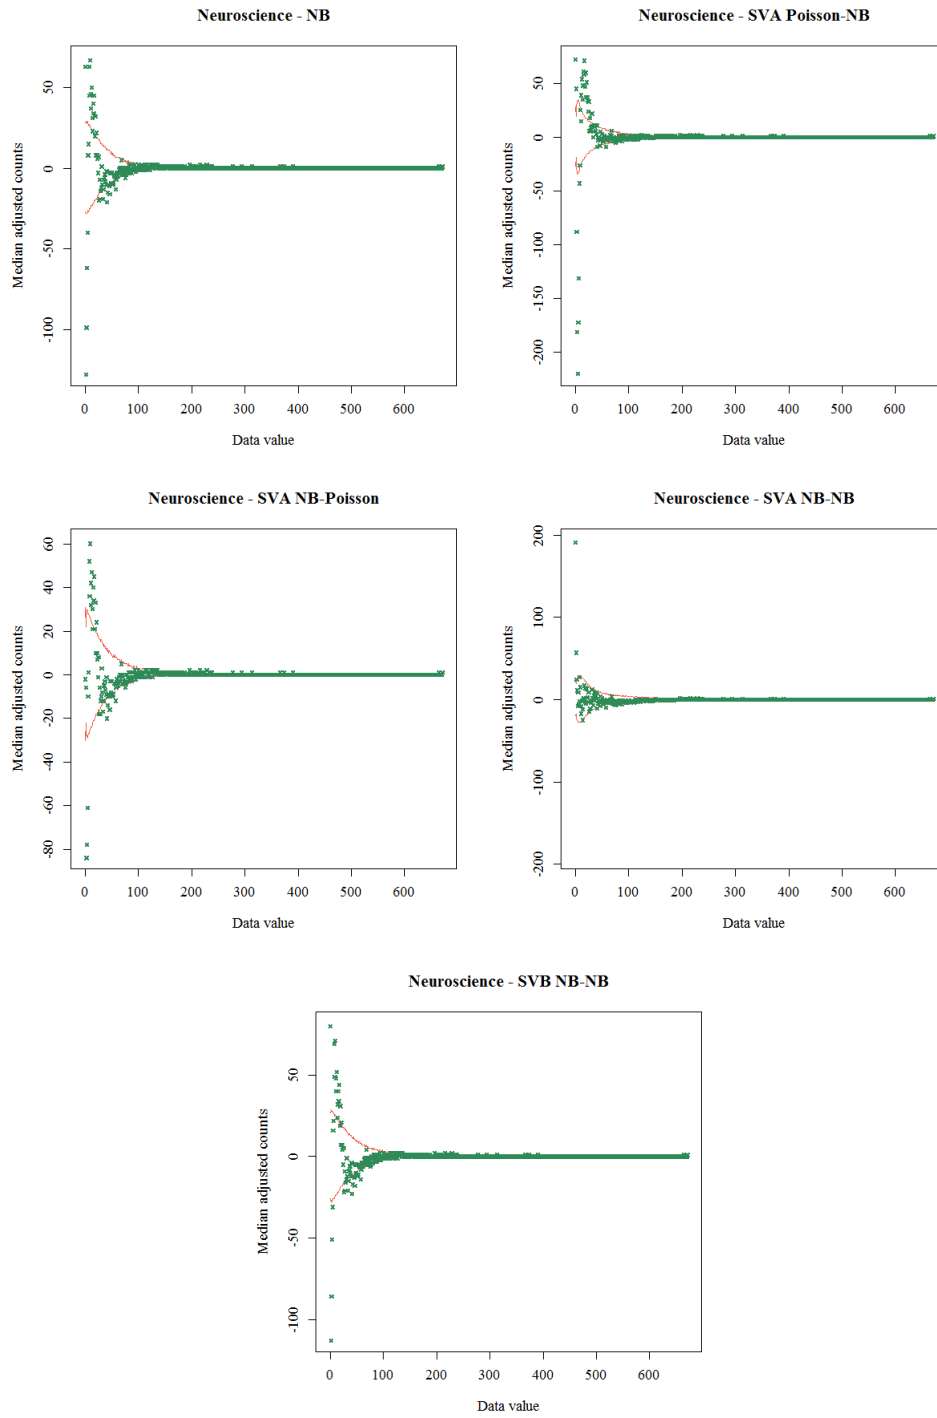 Neuroscience - NB
Median adjusted counts
50
0
-50
-100
0 100 200 300 400 500 600
Data value
Neuroscience - SVA Poisson-NB
Median adjusted counts
50
0
-50
-100
-150
-200
0 100 200 300 400 500 600
Data value
Neuroscience - SVA NB-Poisson
Median adjusted counts
60
40
20
0
-20
-40
-60
-80
0 100 200 300 400 500 600
Data value
Neuroscience - SVA NB-NB
Median adjusted counts
200
100
0
-100
-200
0 100 200 300 400 500 600
Data value
Neuroscience - SVB NB-NB
Median adjusted counts
50
0
-50
-100
0 100 200 300 400 500 600
Data value